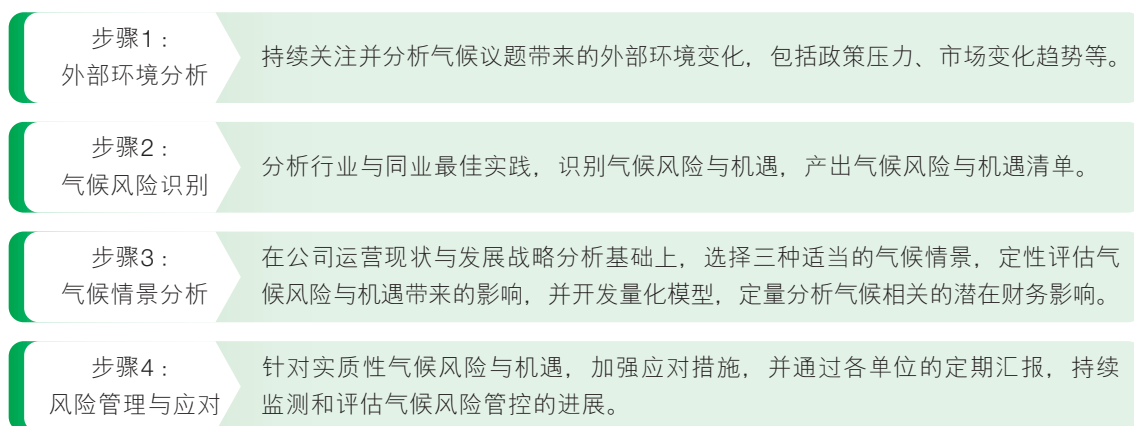 步骤1：
外部环境分析
持续关注并分析气候议题带来的外部环境变化，包括政策压力、市场变化趋势等。
步骤2：
气候风险识别
分析行业与同业最佳实践，识别气候风险与机遇，产出气候风险与机遇清单。
步骤3：
气候情景分析
在公司运营现状与发展战略分析基础上，选择三种适当的气候情景，定性评估气
候风险与机遇带来的影响，并开发量化模型，定量分析气候相关的潜在财务影响。
步骤4：
风险管理与应对
针对实质性气候风险与机遇，加强应对措施，并通过各单位的定期汇报，持续
监测和评估气候风险管控的进展。